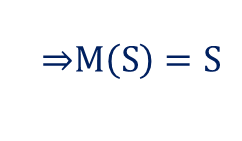 ⇒M(S) = S